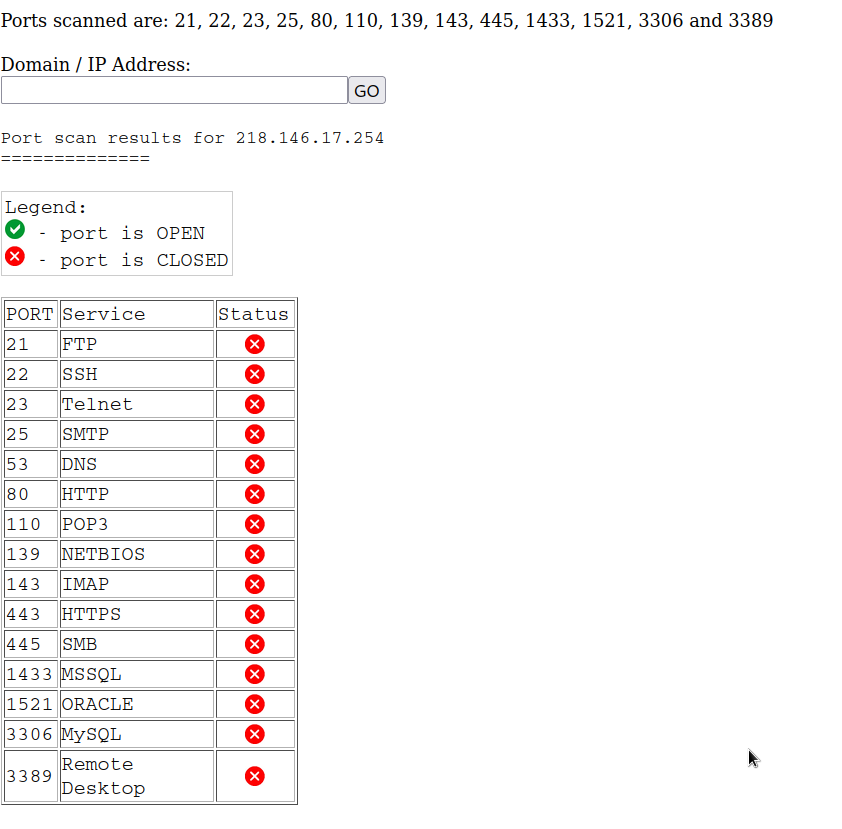 Ports scanned are: 21, 22, 23, 25, 80, 110, 139, 143, 445, 1433, 1521, 3306 and 3389
Domain / IP Address:
GO
Port scan results for 218.146.17.254
==============
Legend:
- port is OPEN
- port is CLOSED
PORT Service Status
21 FTP
22 SSH
23 Telnet
25 SMTP
53 DNS
80 HTTP
110 POP3
139 NETBIOS
143 IMAP
443 HTTPS
445 SMB
1433 MSSQL
1521 ORACLE
3306 MySQL
3389 Remote
Desktop